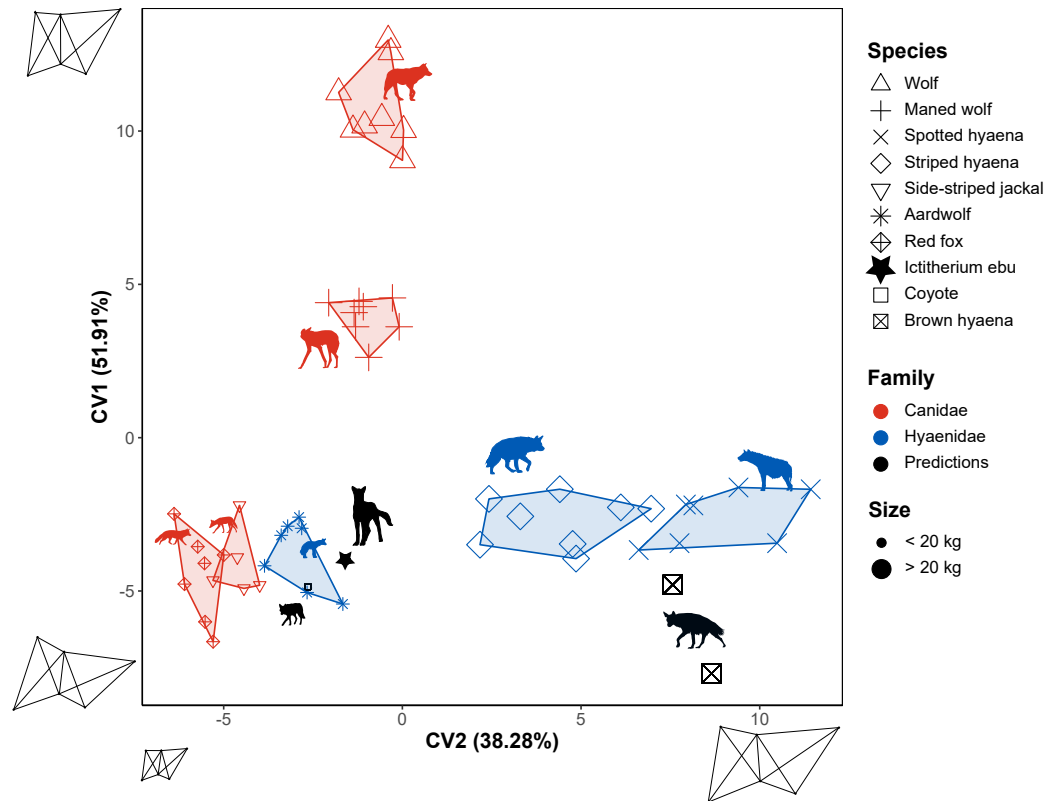 10
5
0
-5
CV1 (51.91%)
-5
0
5
10
CV2 (38.28%)
Species
Wolf
Maned wolf
Spotted hyaena
Striped hyaena
Side-striped jackal
Aardwolf
Red fox
Ictitherium ebu
Coyote
Brown hyaena
Family
Canidae
Hyaenidae
Predictions
Size
< 20 kg
> 20 kg